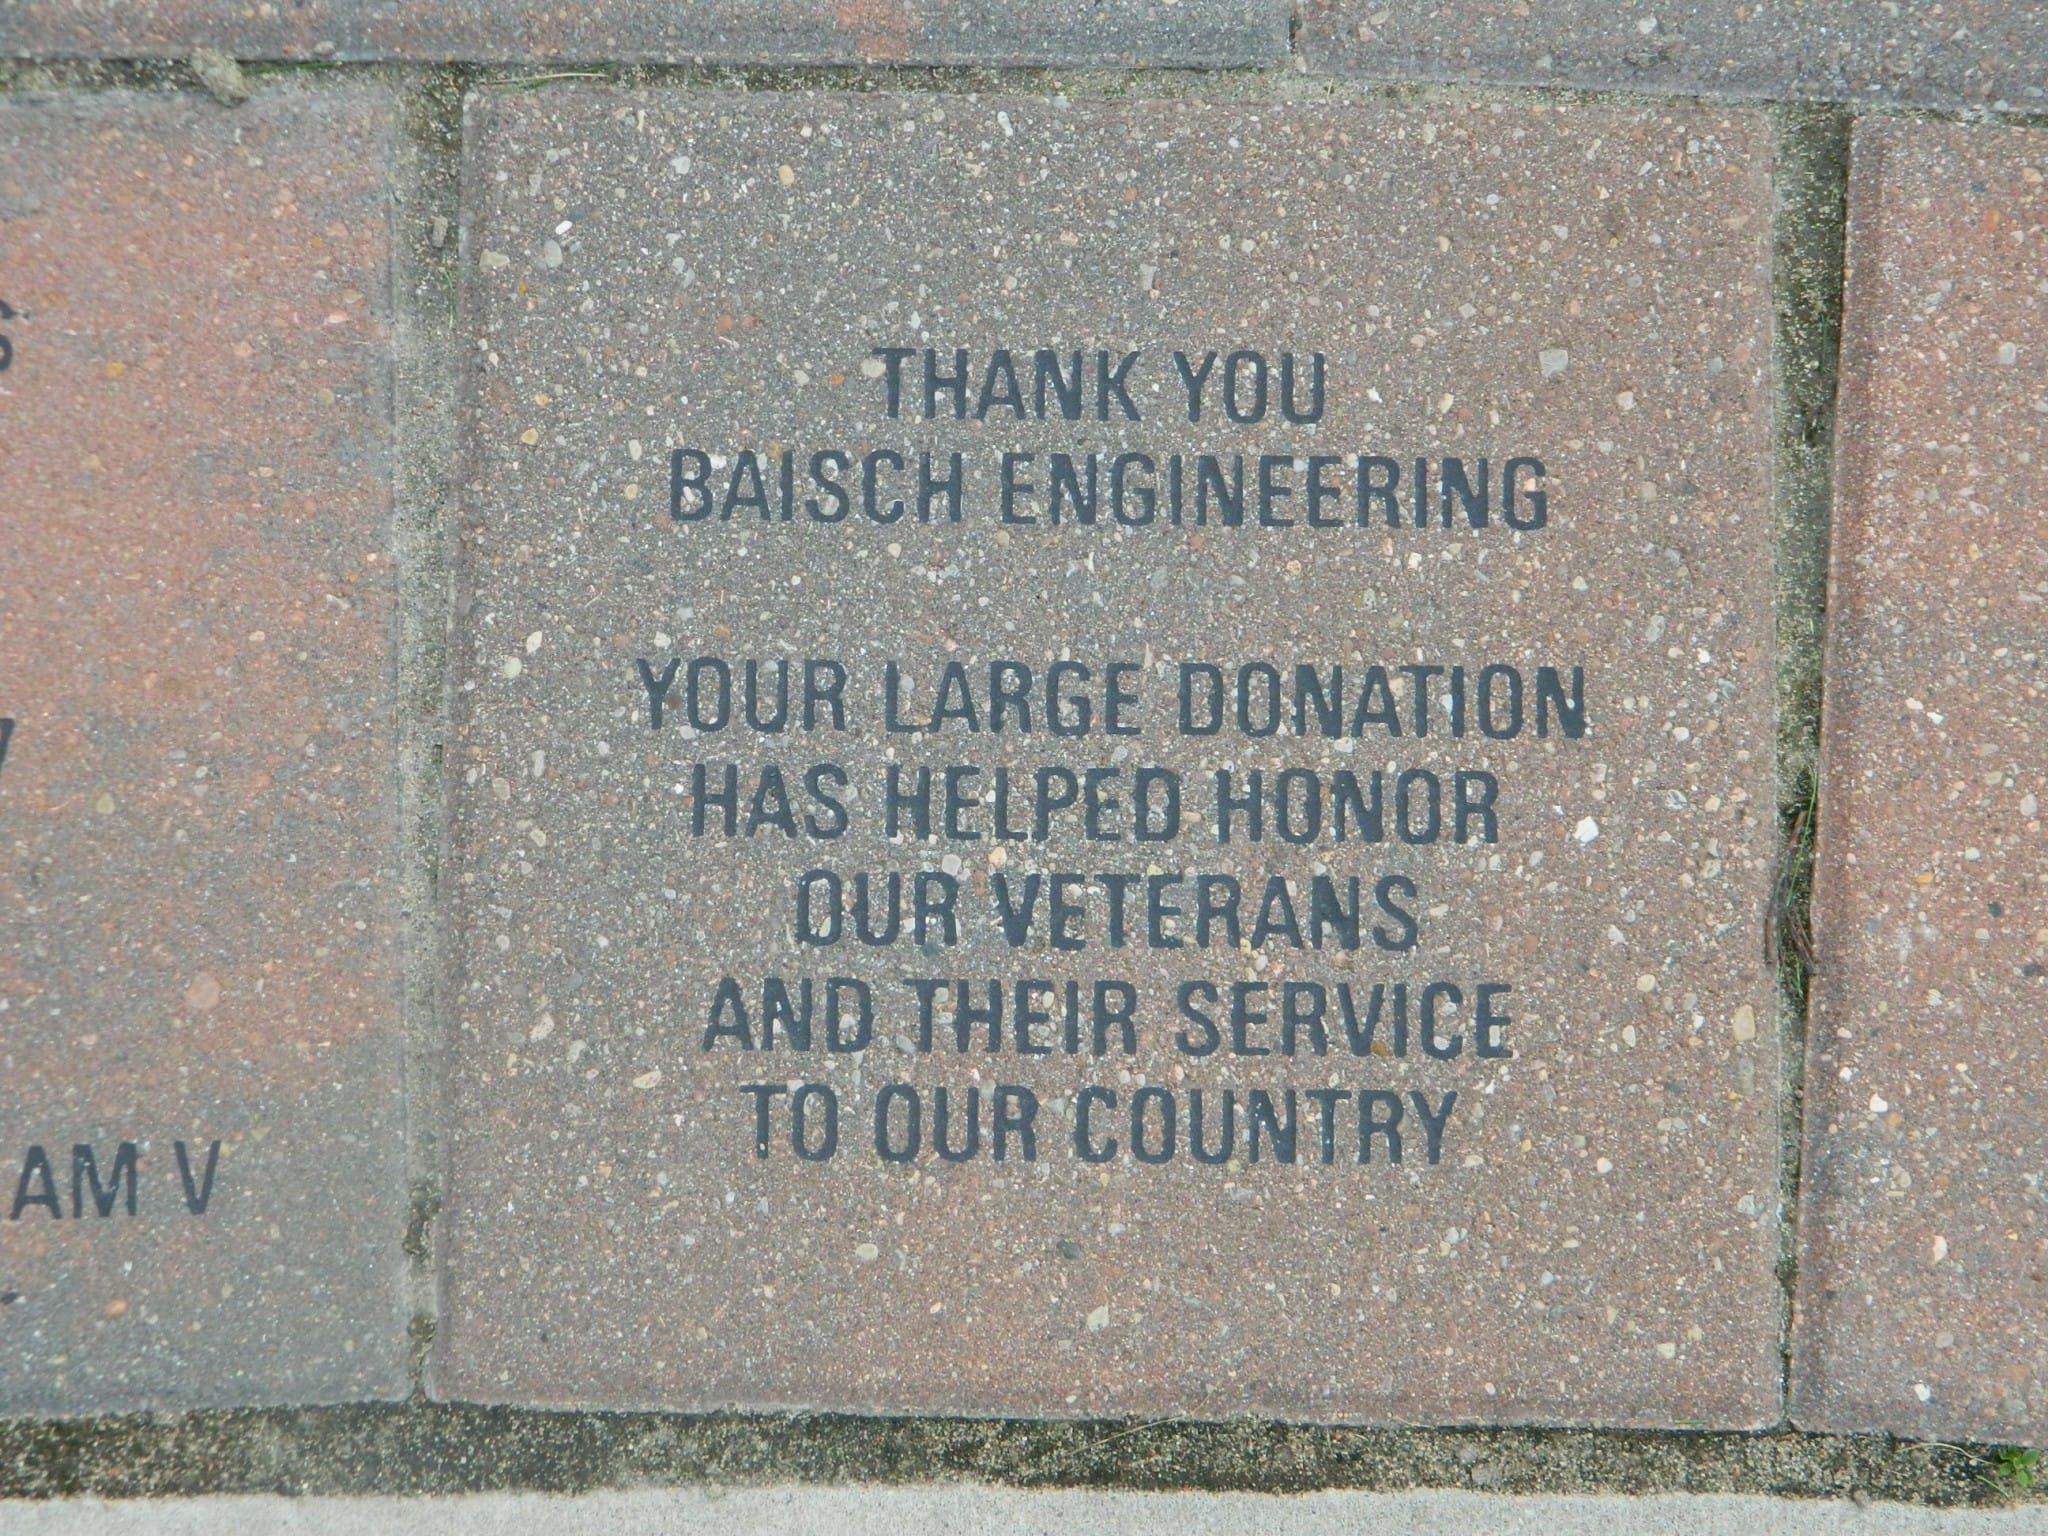 THANK YOU
BAISCH ENGINEERING
YOUR LARGE DONATION
HAS HELPED HONOR
OUR VETERANS
AND THEIR SERVICE
TO OUR COUNTRY
AM V